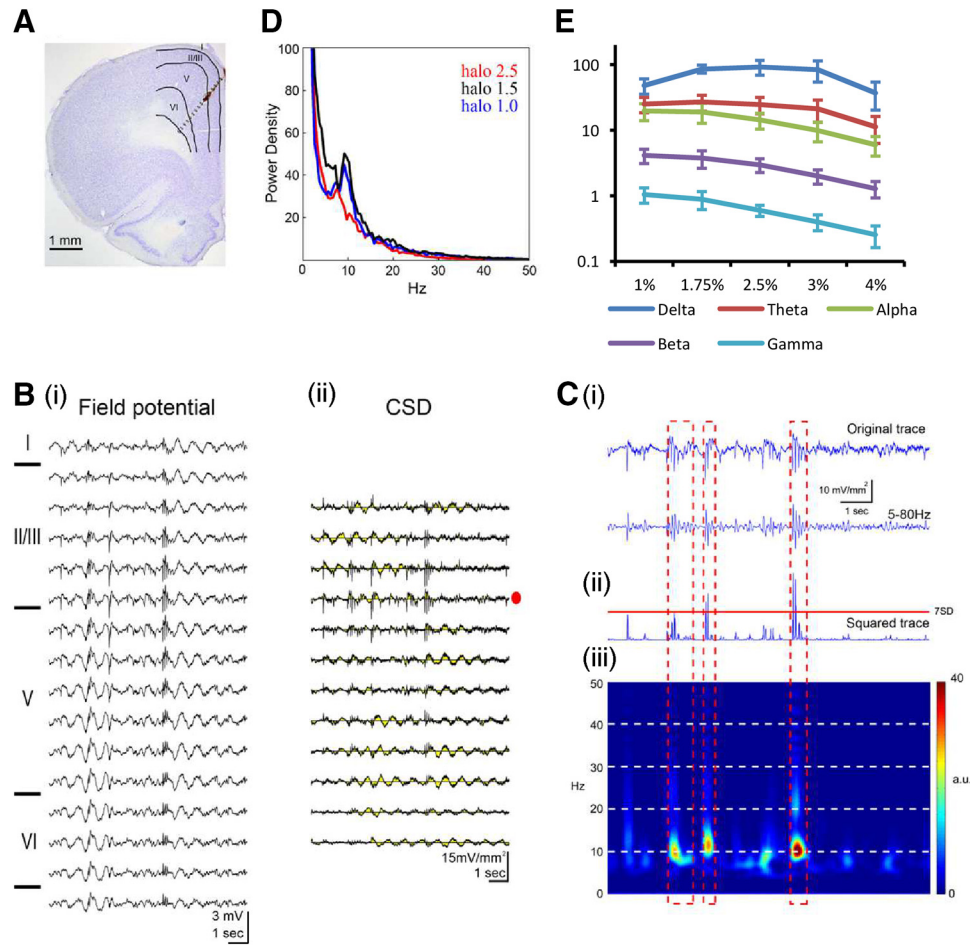 A
I
II/III
V
VI
1 mm
D
100
80
60
40
20
Power Density
halo 2.5
halo 1.5
halo 1.0
0
10
20
30
40
50
Hz
E
100
10
1
0.1
1%
1.75%
2.5%
3%
4%
Delta
Theta
Alpha
Beta
Gamma
B
(i)
Field potential
I
II/III
V
VI
3 mV
1 sec
(ii)
CSD
15mV/mm²
1 sec
C
(i)
Original trace
10 mV/mm²
1 sec
5-80Hz
(ii)
7SD
Squared trace
(iii)
50
40
30
20
10
0
Hz
40
a.u.
0